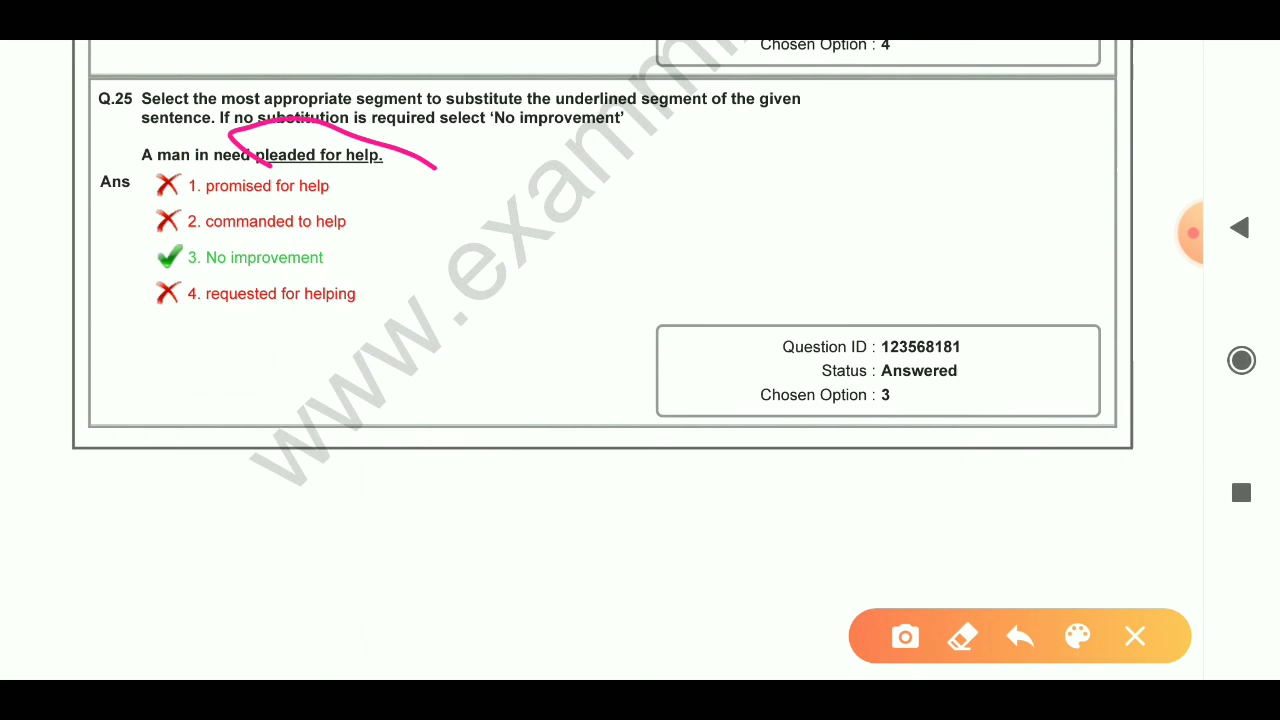 Chosen Option : 4
Q.25 Select the most appropriate segment to substitute the underlined segment of the given
sentence. If no substitution is required select ‘No improvement’
A man in need pleaded for help.
Ans 1. promised for help
2. commanded to help
3. No improvement
4. requested for helping
Question ID : 123568181
Status : Answered
Chosen Option : 3
www.examm